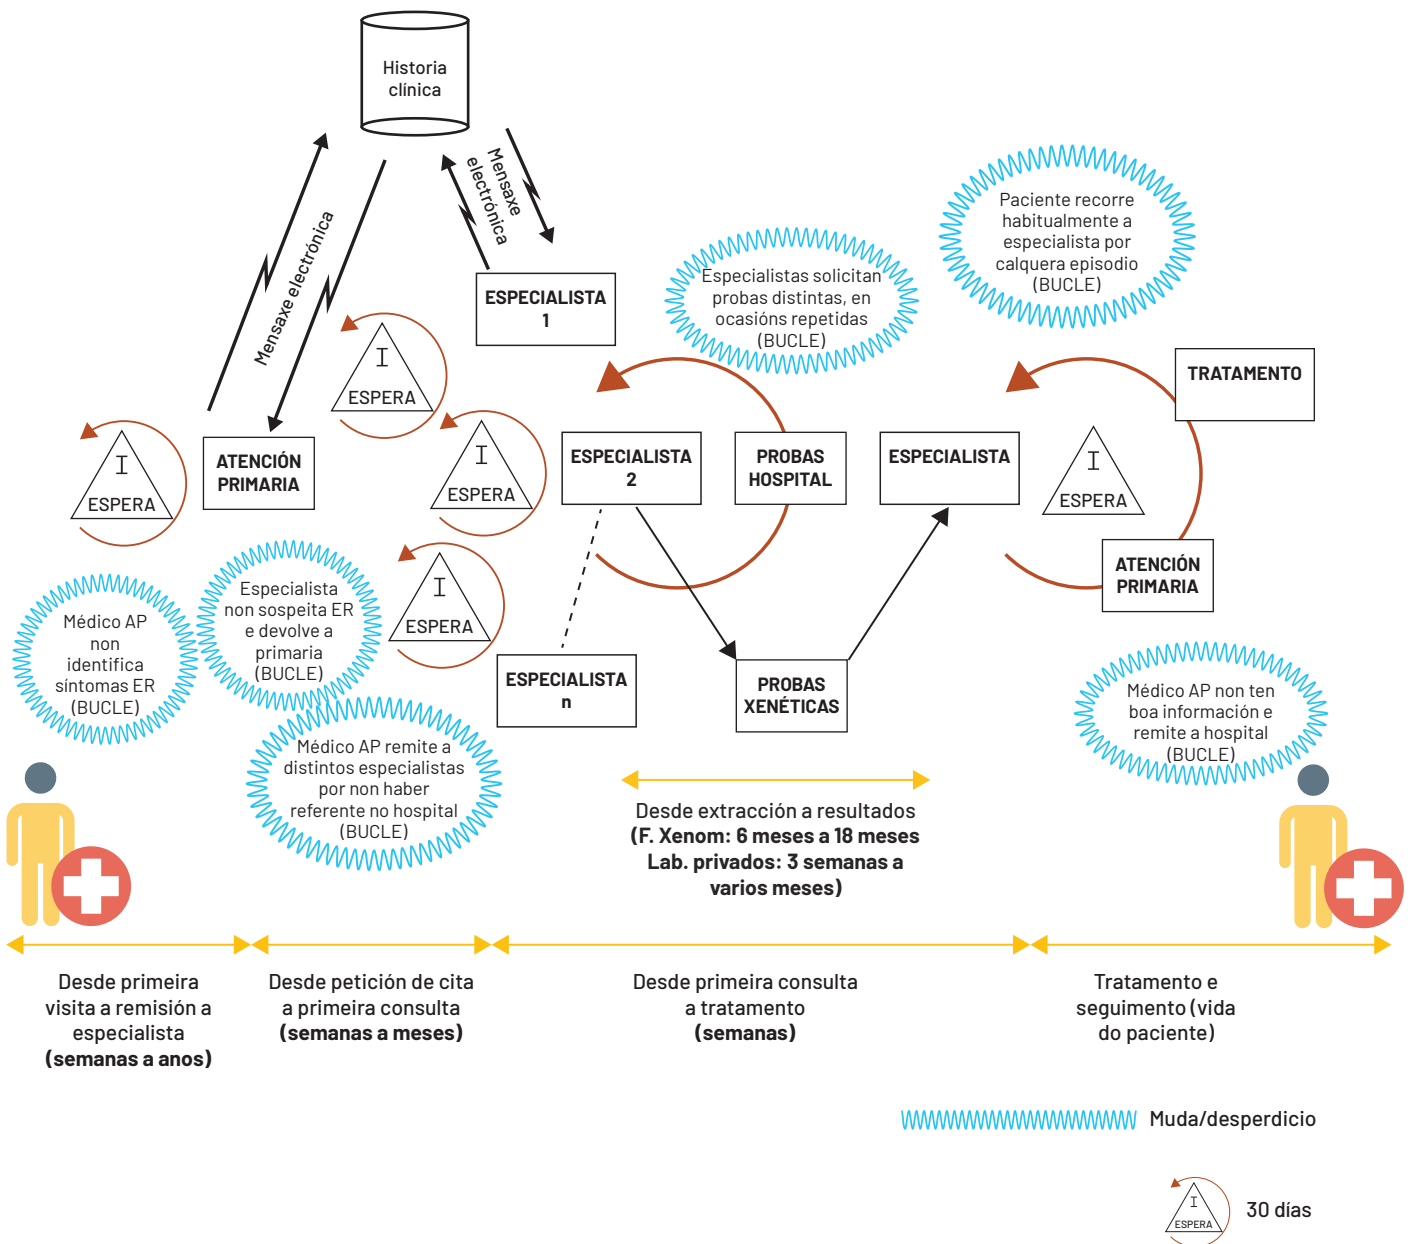 Historia
clínica
Mensaxe electrónica
Mensaxe
electrónica
ESPECIALISTA
1
Especialistas solicitan
probas distintas, en
ocasións repetidas
(BUCLE)
Paciente recorre
habitualmente a
especialista por
calquera episodio
(BUCLE)
I
ESPERA
TRATAMENTO
I
ESPERA
ATENCIÓN
PRIMARIA
I
ESPERA
ESPECIALISTA
2
PROBAS
HOSPITAL
ESPECIALISTA
I
ESPERA
I
ESPERA
ATENCIÓN
PRIMARIA
Médico AP
non
identifica
síntomas ER
(BUCLE)
Especialista
non sospeita ER
e devolve a
primaria
(BUCLE)
ESPECIALISTA
n
PROBAS
XENÉTICAS
Médico AP non ten
boa información e
remite a hospital
(BUCLE)
Médico AP remite a
distintos especialistas
por non haber
referente no hospital
(BUCLE)
Desde extracción a resultados
(F. Xenom: 6 meses a 18 meses
Lab. privados: 3 semanas a
varios meses)
Desde primeira
visita a remisión a
especialista
(semanas a anos)
Desde petición de cita
a primeira consulta
(semanas a meses)
Desde primeira consulta
a tratamento
(semanas)
Tratamento e
seguimento (vida
do paciente)
Muda/desperdicio
I
ESPERA
30 días